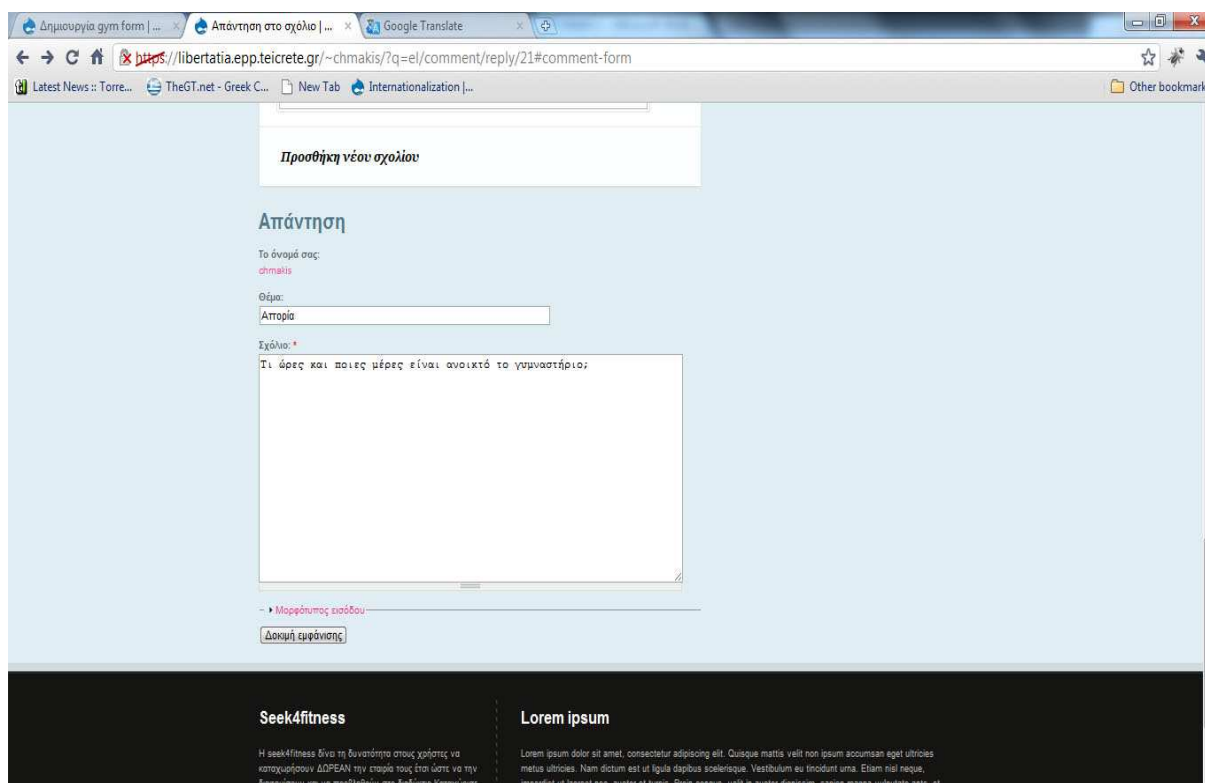 Δημιουργία gym form | ...
Απάντηση στο σχόλιο | ...
Google Translate
https://libertatia.epp.teicrete.gr/~chmakis/?q=el/comment/reply/21#comment-form
Latest News :: Torre...
TheGT.net - Greek C...
New Tab
Internationalization |...
Other bookmark
Προσθήκη νέου σχολίου
Απάντηση
Το όνομά σας:
chmakis
Θέμα:
Απορία
Σχόλιο: *
Τι ώρες και ποιες μέρες είναι ανοικτό το γυμναστήριο;
Μορφότυπος εισόδου
Δοκιμή εμφάνισης
Seek4fitness
Η seek4fitness δίνει τη δυνατότητα στους χρήστες να
καταχωρήσουν ΔΩΡΕΑΝ την εταιρία τους έτσι ώστε να την
Lorem ipsum
Lorem ipsum dolor sit amet, consectetur adipiscing elit. Quisque mattis velit non ipsum accumsan eget ultricies
metus ultricies. Nam dictum est ut ligula dapibus scelerisque. Vestibulum eu tincidunt urna. Etiam nisl neque,